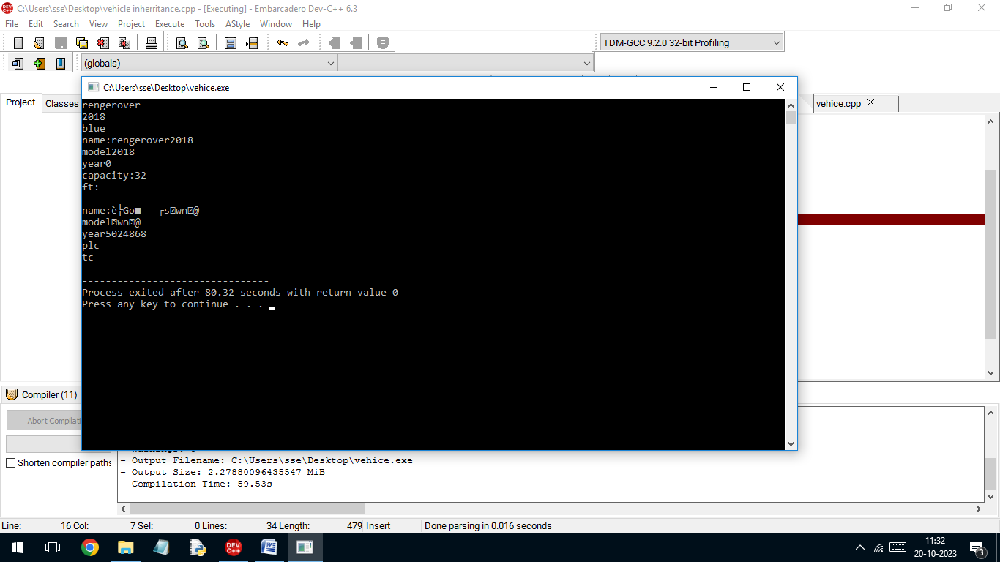 C:\Users\sse\Desktop\vehicle inherritance.cpp - [Executing] - Embarcadero Dev-C++ 6.3
File Edit Search View Project Execute Tools AStyle Window Help
TDM-GCC 9.2.0 32-bit Profiling
(globals)
C:\Users\sse\Desktop\vehice.exe
Project Classes
vehice.cpp
rengerover
2018
blue
name:rengerover2018
model2018
year0
capacity:32
ft:
name:è├Gσ■ ┌s wn @
model wn @
year5024868
plc
tc
--------------------------------
Process exited after 80.32 seconds with return value 0
Press any key to continue . . .
Compiler (11)
Abort Compilati
Shorten compiler paths
- Output Filename: C:\Users\sse\Desktop\vehice.exe
- Output Size: 2.27880096435547 MiB
- Compilation Time: 59.53s
Line: 16 Col: 7 Sel: 0 Lines: 34 Length: 479 Insert Done parsing in 0.016 seconds
DEV C++
11:32
20-10-2023
3